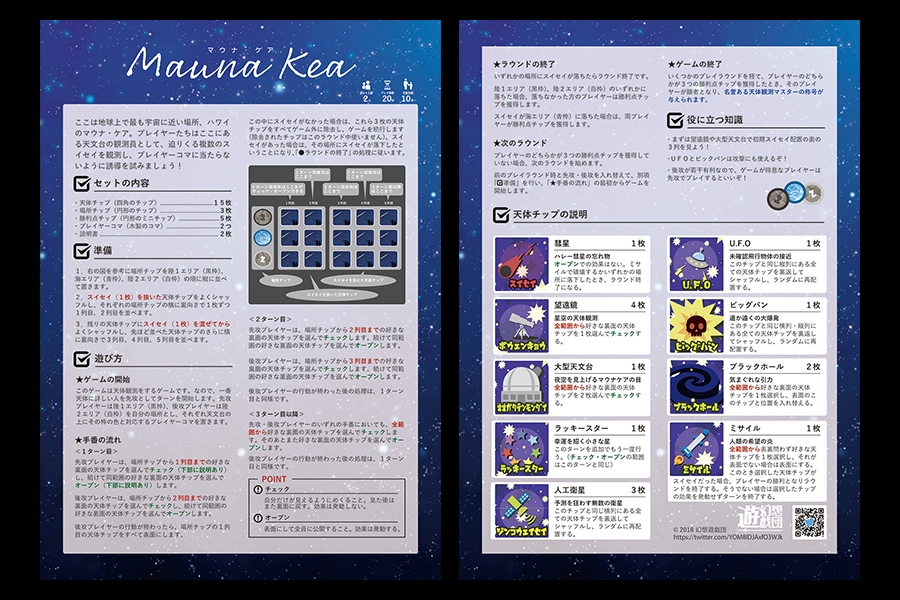 マウナ・ケア
Mauna Kea
2人
20分
10才
ここは地球上で最も宇宙に近い場所、ハワイ
のマウナ・ケア。プレイヤーたちはここにあ
る天文台の観測員として、迫りくる複数のス
イセイを観測し、プレイヤーコマに当たらな
いように誘導を試みましょう！
セットの内容
・天体チップ（四角のチップ） １５枚
・場所チップ（円形のチップ） ３枚
・勝利点チップ（円形のミニチップ） ５枚
・プレイヤーコマ（木製のコマ） ２つ
・説明書 ２枚
準備
１、右の図を参考に場所チップを陸１エリア（黒枠）、
海エリア（青枠）、陸２エリア（白枠）の順に縦に並べ
て置きます。
２、スイセイ（１枚）を抜いた天体チップをよくシャッ
フルし、それぞれの場所チップの横に裏向きで１枚ずつ
１列目、２列目を並べます。
３、残りの天体チップにスイセイ（１枚）を混ぜてから
よくシャッフルし、先ほど並べた天体チップのさらに横
に裏向きで３列目、４列目、５列目を並べます。
遊び方
★ゲームの開始
このゲームは天体観測をするゲームです。なので、一番
天体に詳しい人を先攻としてターンを開始します。先攻
プレイヤーは陸１エリア（黒枠）、後攻プレイヤーは陸
２エリア（白枠）を自分の場所とし、それぞれ天文台の
上にその枠の色と対応するプレイヤーコマを置きます。
★手番の流れ
＜１ターン目＞
先攻プレイヤーは、場所チップから１列目までの好きな
裏面の天体チップを選んでチェック（下部に説明あり）
し、続けて同範囲の好きな裏面の天体チップを選んで
オープン（下部に説明あり）します。
後攻プレイヤーは、場所チップから２列目までの好きな
裏面の天体チップを選んでチェックし、続けて同範囲の
好きな裏面の天体チップを選んでオープンします。
後攻プレイヤーの行動が終わったら、場所チップの１列
目の天体チップをすべて表面にします。
この中にスイセイがなかった場合は、これら３枚の天体
チップをすべてゲーム外に除去し、ゲームを続行します
（除去されたチップはこのラウンド中使いません）。スイ
セイがあった場合は、その場所にスイセイが落下したと
いうことになり、「●ラウンドの終了」の処理に従います。
1列目
2列目
3列目
4列目
5列目
場所チップ
スイセイを混ぜた天体チップ
スイセイを抜いた天体チップ
＜２ターン目＞
先攻プレイヤーは、場所チップから２列目までの好きな
裏面の天体チップを選んでチェックします。続けて同範
囲の好きな裏面の天体チップを選んでオープンします。
後攻プレイヤーは、場所チップから３列目までの好きな
裏面の天体チップを選んでチェックします。続けて同範
囲の好きな裏面の天体チップを選んでオープンします。
後攻プレイヤーの行動が終わった後の処理は、１ターン
目と同様です。
＜３ターン目以降＞
先攻・後攻プレイヤーのいずれの手番においても、全範
囲から好きな裏面の天体チップを選んでチェックしま
す。そのあとまた好きな裏面の天体チップを選んでオー
プンします。
後攻プレイヤーの行動が終わった後の処理は、１ターン
目と同様です。
POINT
チェック
自分だけが見えるようにめくること。見た後は
また裏面に戻す。効果は発動しない。
オープン
表面にして全員に公開すること。効果は発動する。
★ラウンドの終了
いずれかの場所にスイセイが落ちたらラウンド終了です。
陸１エリア（黒枠）、陸２エリア（白枠）のいずれかに
落ちた場合、落ちなかった方のプレイヤーは勝利点チッ
プを獲得します。
スイセイが海エリア（青枠）に落ちた場合は、両プレイ
ヤーが勝利点チップを獲得します。
★次のラウンド
プレイヤーのどちらかが３つの勝利点チップを獲得して
いない場合、次のラウンドを行います。
前のプレイラウンド時と先攻・後攻を入れ替えて、別項
「準備」を行い、「★手番の流れ」の最初からゲームを
開始します。
★ゲームの終了
いくつかのプレイラウンドを経て、プレイヤーのどちら
かが３つの勝利点チップを獲得したとき、そのプレイ
ヤーが勝者となり、名誉ある天体観測マスターの称号が
与えられます。
役に立つ知識
・まずは望遠鏡や大型天文台で初期スイセイ配置の奥の
３列を見よう！
・ＵＦＯとビックバンは攻撃にも使えるぞ！
・後攻が若干有利なので、ゲームが得意なプレイヤーは
先攻でプレイするといいぞ！
天体チップの説明
スイセイ
彗星 １枚
ハレー彗星の忘れ物
オープンでの効果はない。ミサ
イルで破壊するかいずれかの場
所に落下したとき、ラウンド終
了になる。
ボウエンキョウ
望遠鏡 ４枚
星空の天体観測
全範囲から好きな裏面の天体
チップを１枚選んでチェックす
る。
オオガタテンモンダイ
大型天文台 １枚
夜空を見上げるマウナケアの目
全範囲から好きな裏面の天体
チップを２枚選んでチェックす
る。
ラッキースター
ラッキースター １枚
幸運を招く小さな星
このターンを追加でもう一度行
う。（チェック・オープンの範囲
はこのターンと同じ）
ジンコウエイセイ
人工衛星 ３枚
予測を狂わす無数の衛星
このチップと同じ横列にある全
ての天体チップを裏返して
シャッフルし、ランダムに再配
置する。
U.F.O
U.F.O １枚
未確認飛行物体の接近
このチップと同じ縦列にある全
ての天体チップを裏返して
シャッフルし、ランダムに再配
置する。
ビッグバン
ビッグバン １枚
遥か遠くの大爆発
このチップと同じ横列・縦列に
ある全ての天体チップを裏返し
てシャッフルし、ランダムに再
配置する。
ブラックホール
ブラックホール ２枚
気まぐれな引力
全範囲から好きな裏面の天体
チップを１枚選択し、表面のこ
のチップと位置を入れ替える。
ミサイル
ミサイル １枚
人類の希望の炎
全範囲から表裏問わず好きな天
体チップを１枚選択し、それが
表面でない場合は表面にする。
このとき選択した天体チップが
スイセイだった場合、プレイヤーの勝利となりラウン
ドを終了する。そうでない場合は選択したチップ
の効果を発動せずターンを終了する。
幻想遊戯団
© 2018 幻想遊戯団
https://twitter.com/YOM8IDJAxfO3WJk